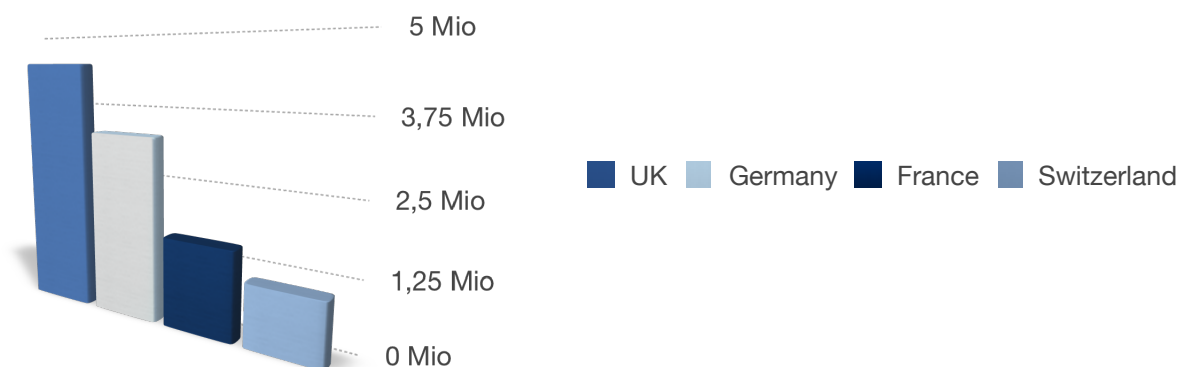 5 Mio
3,75 Mio
2,5 Mio
1,25 Mio
0 Mio
UK Germany France Switzerland